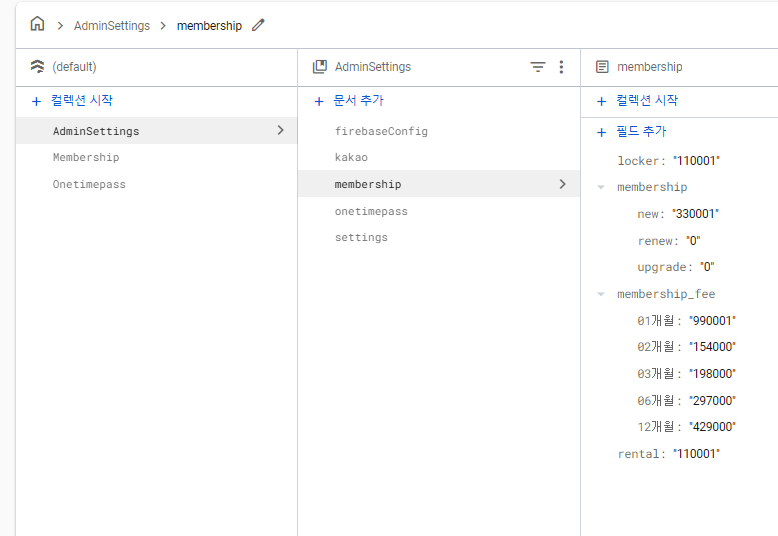 AdminSettings > membership
(default)
AdminSettings
membership
+ 컬렉션 시작
AdminSettings
Membership
Onetimepass
+ 문서 추가
firebaseConfig
kakao
membership
onetimepass
settings
+ 컬렉션 시작
+ 필드 추가
locker: "110001"
membership
new: "330001"
renew: "0"
upgrade: "0"
membership_fee
01개월 : "990001"
02개월 : "154000"
03개월 : "198000"
06개월 : "297000"
12개월 : "429000"
rental: "110001"